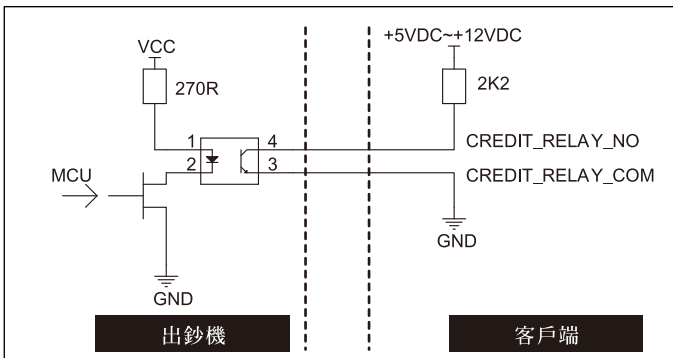 VCC
+5VDC~+12VDC
270R
2K2
1
4
CREDIT_RELAY_NO
2
3
CREDIT_RELAY_COM
MCU
GND
GND
出鈔機
客戶端